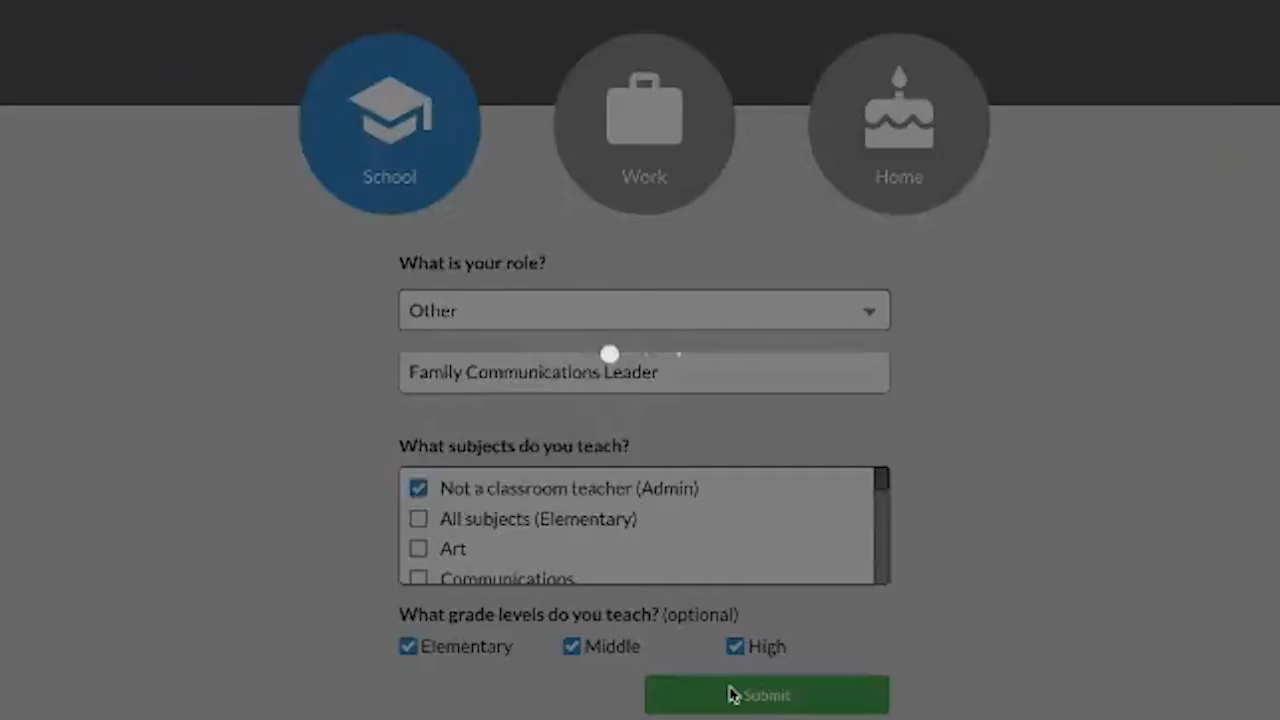 School
Work
Home
What is your role?
Other
Family Communications Leader
What subjects do you teach?
Not a classroom teacher (Admin)
All subjects (Elementary)
Art
Communications
What grade levels do you teach? (optional)
Elementary Middle High
Submit